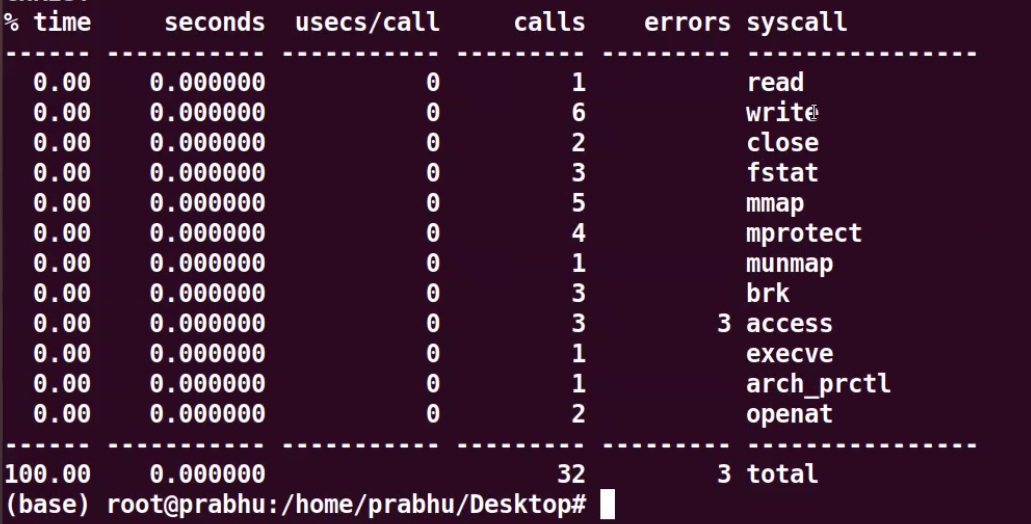 % time     seconds  usecs/call     calls    errors syscall
------ ----------- ----------- --------- --------- ----------------
  0.00    0.000000           0         1           read
  0.00    0.000000           0         6           write
  0.00    0.000000           0         2           close
  0.00    0.000000           0         3           fstat
  0.00    0.000000           0         5           mmap
  0.00    0.000000           0         4           mprotect
  0.00    0.000000           0         1           munmap
  0.00    0.000000           0         3           brk
  0.00    0.000000           0         3         3 access
  0.00    0.000000           0         1           execve
  0.00    0.000000           0         1           arch_prctl
  0.00    0.000000           0         2           openat
------ ----------- ----------- --------- --------- ----------------
100.00    0.000000                    32         3 total
(base) root@prabhu:/home/prabhu/Desktop#